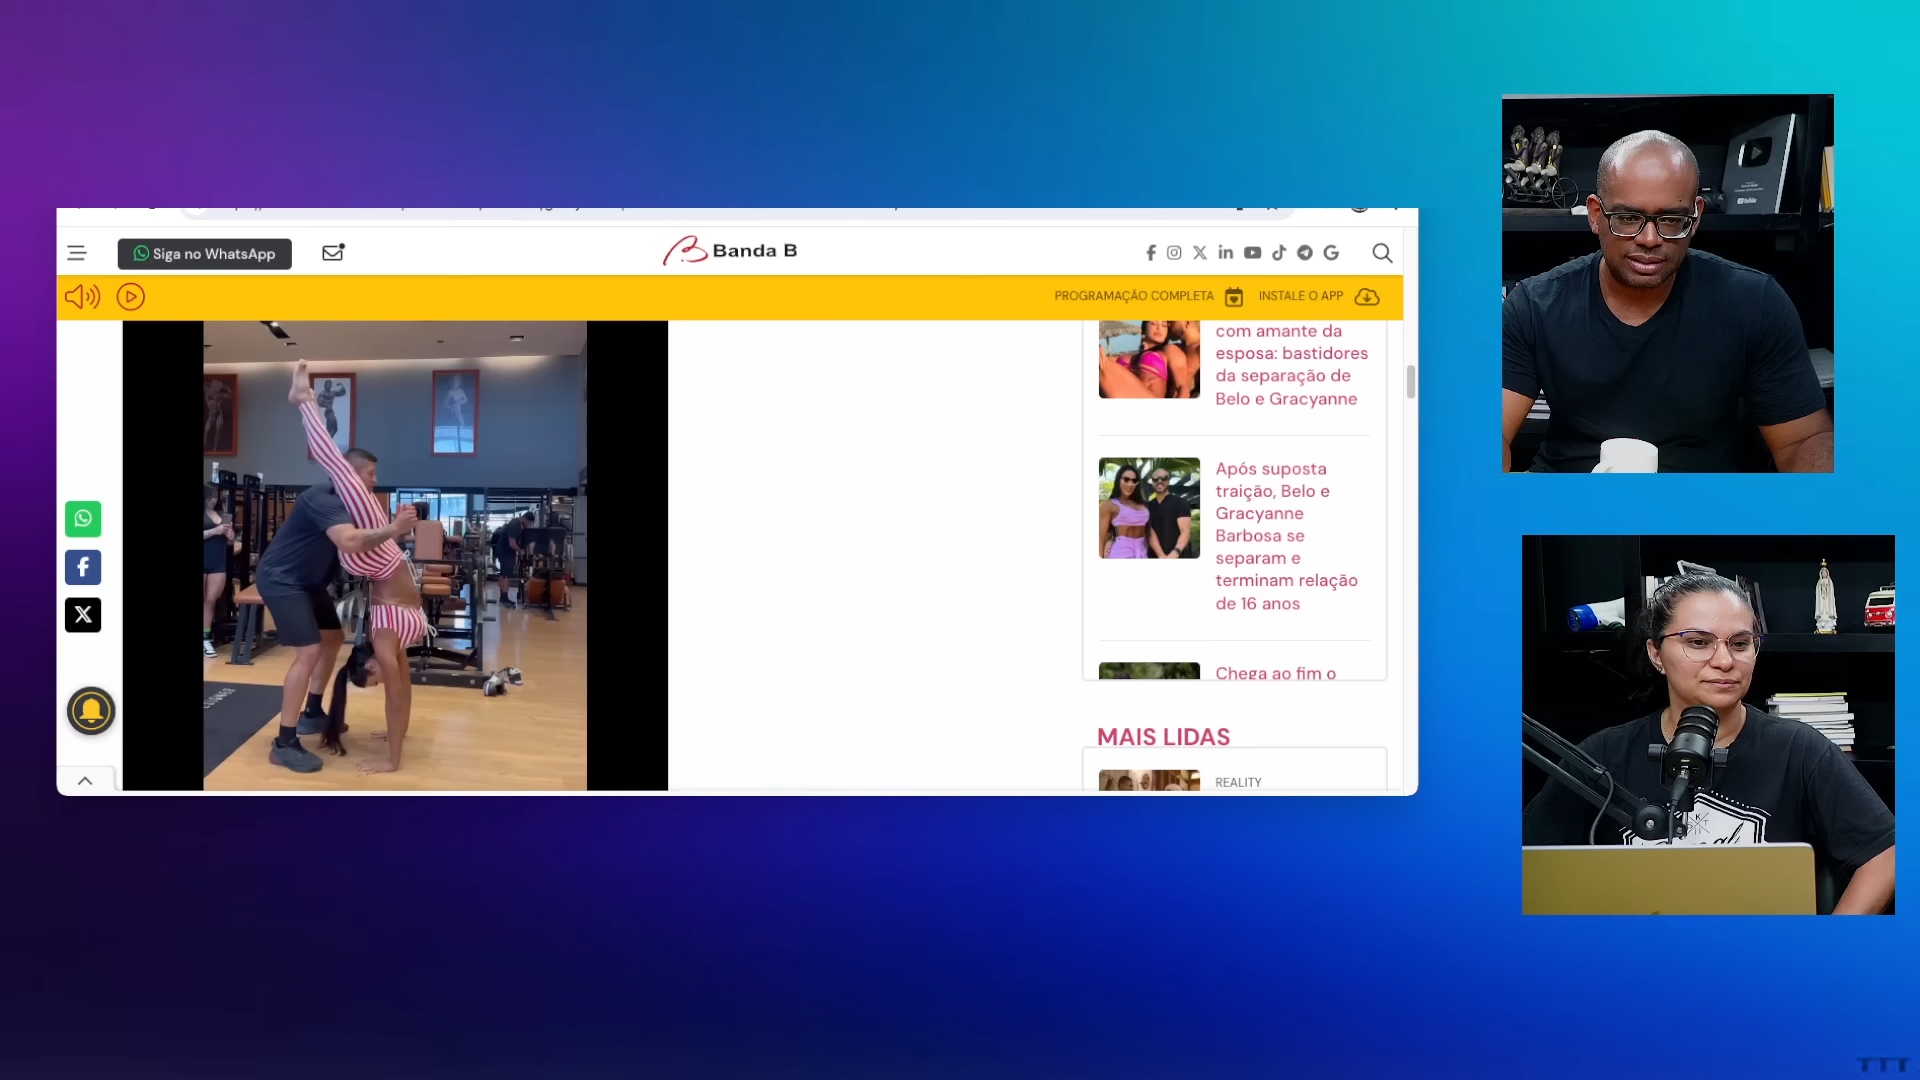 Siga no WhatsApp
Banda B
PROGRAMAÇÃO COMPLETA
INSTALE O APP
com amante da
esposa: bastidores
da separação de
Belo e Gracyanne
Após suposta
traição, Belo e
Gracyanne
Barbosa se
separam e
terminam relação
de 16 anos
Chega ao fim o
MAIS LIDAS
REALITY
TTT